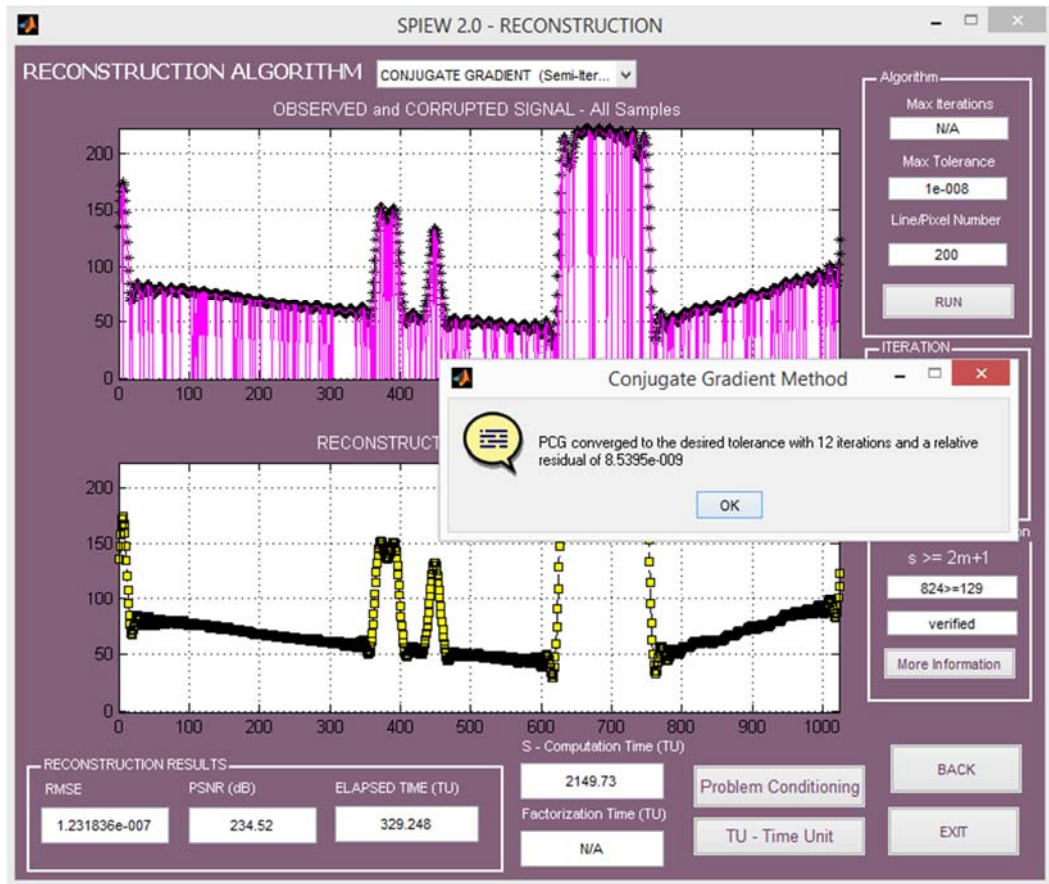 SPIEW 2.0 - RECONSTRUCTION
RECONSTRUCTION ALGORITHM
CONJUGATE GRADIENT (Semi-Iter...
OBSERVED and CORRUPTED SIGNAL - All Samples
200
150
100
50
0
0 100 200 300 400
Algorithm
Max Iterations
N/A
Max Tolerance
1e-008
Line/Pixel Number
200
RUN
ITERATION
Conjugate Gradient Method
PCG converged to the desired tolerance with 12 iterations and a relative
residual of 8.5395e-009
OK
RECONSTRUCT
200
150
100
50
0
0 100 200 300 400 500 600 700 800 900 1000
on
s >= 2m+1
824>=129
verified
More Information
RECONSTRUCTION RESULTS
RMSE
1.231836e-007
PSNR (dB)
234.52
ELAPSED TIME (TU)
329.248
S - Computation Time (TU)
2149.73
Factorization Time (TU)
N/A
Problem Conditioning
TU - Time Unit
BACK
EXIT